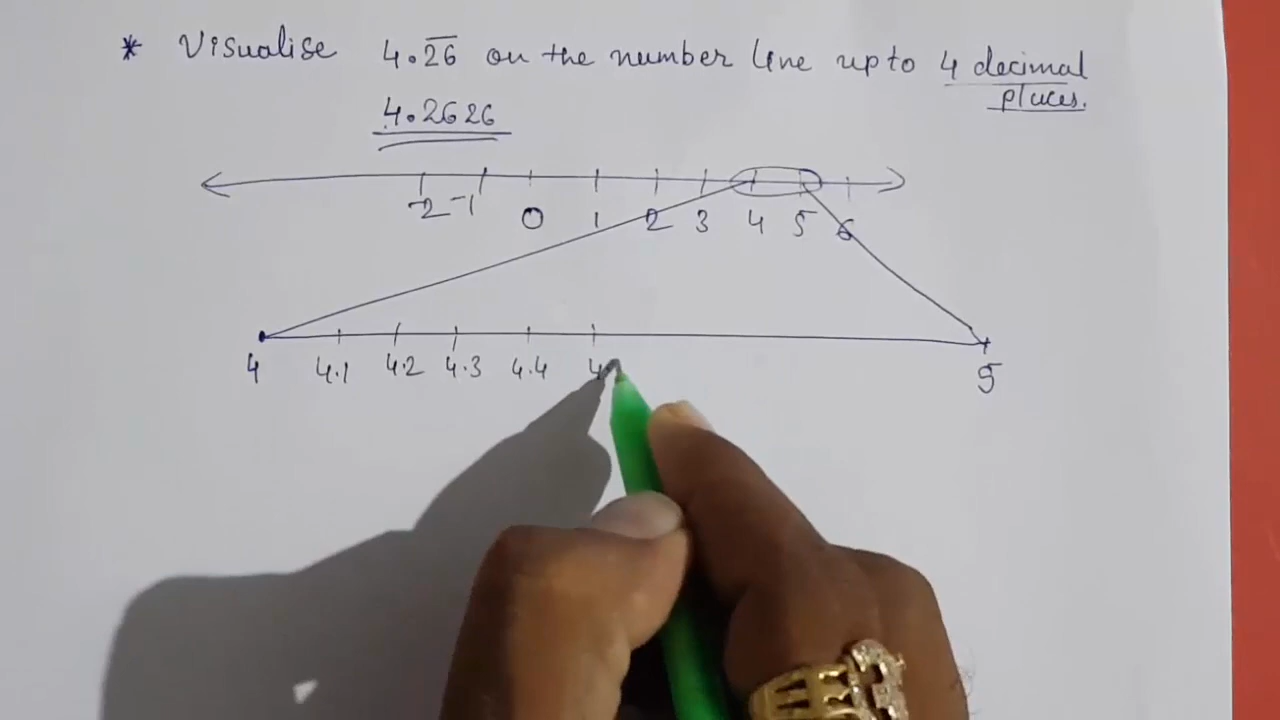 * Visualise 4.2̅6̅ on the number line upto 4 decimal places.
4.2626
-2 -1 0 1 2 3 4 5 6
4 4.1 4.2 4.3 4.4 5